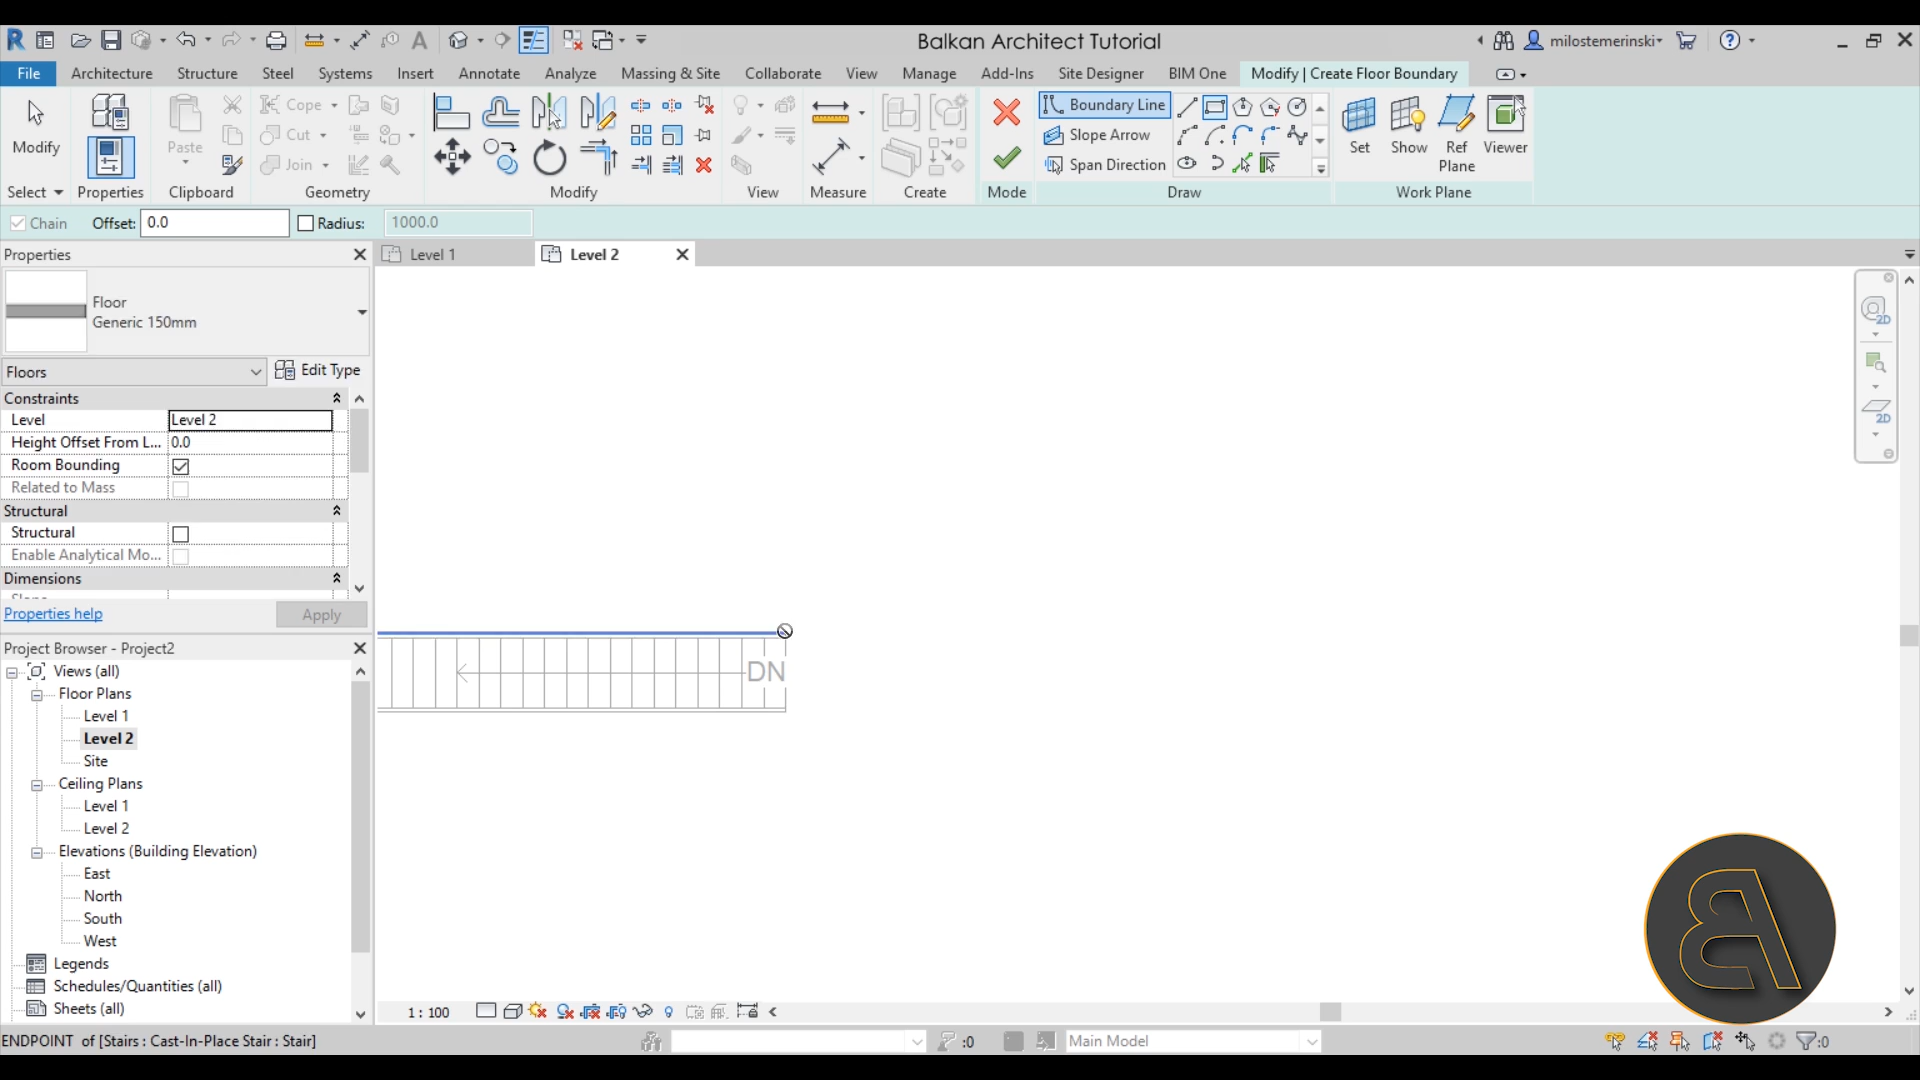 Balkan Architect Tutorial
milostemerinski
File Architecture Structure Steel Systems Insert Annotate Analyze Massing & Site Collaborate View Manage Add-Ins Site Designer BIM One Modify | Create Floor Boundary
Modify
Paste
Cope
Cut
Join
Boundary Line
Slope Arrow
Span Direction
Set
Show
Ref
Plane
Viewer
Select Properties Clipboard Geometry Modify View Measure Create Mode Draw Work Plane
Chain Offset: 0.0 Radius: 1000.0
Properties
Level 1
Level 2
Floor
Generic 150mm
Floors
Edit Type
Constraints
Level Level 2
Height Offset From L... 0.0
Room Bounding
Related to Mass
Structural
Structural
Enable Analytical Mo...
Dimensions
Properties help
Apply
DN
Project Browser - Project2
Views (all)
Floor Plans
Level 1
Level 2
Site
Ceiling Plans
Level 1
Level 2
Elevations (Building Elevation)
East
North
South
West
Legends
Schedules/Quantities (all)
Sheets (all)
1 : 100
ENDPOINT of [Stairs : Cast-In-Place Stair : Stair]
:0
Main Model
:0
2D
2D